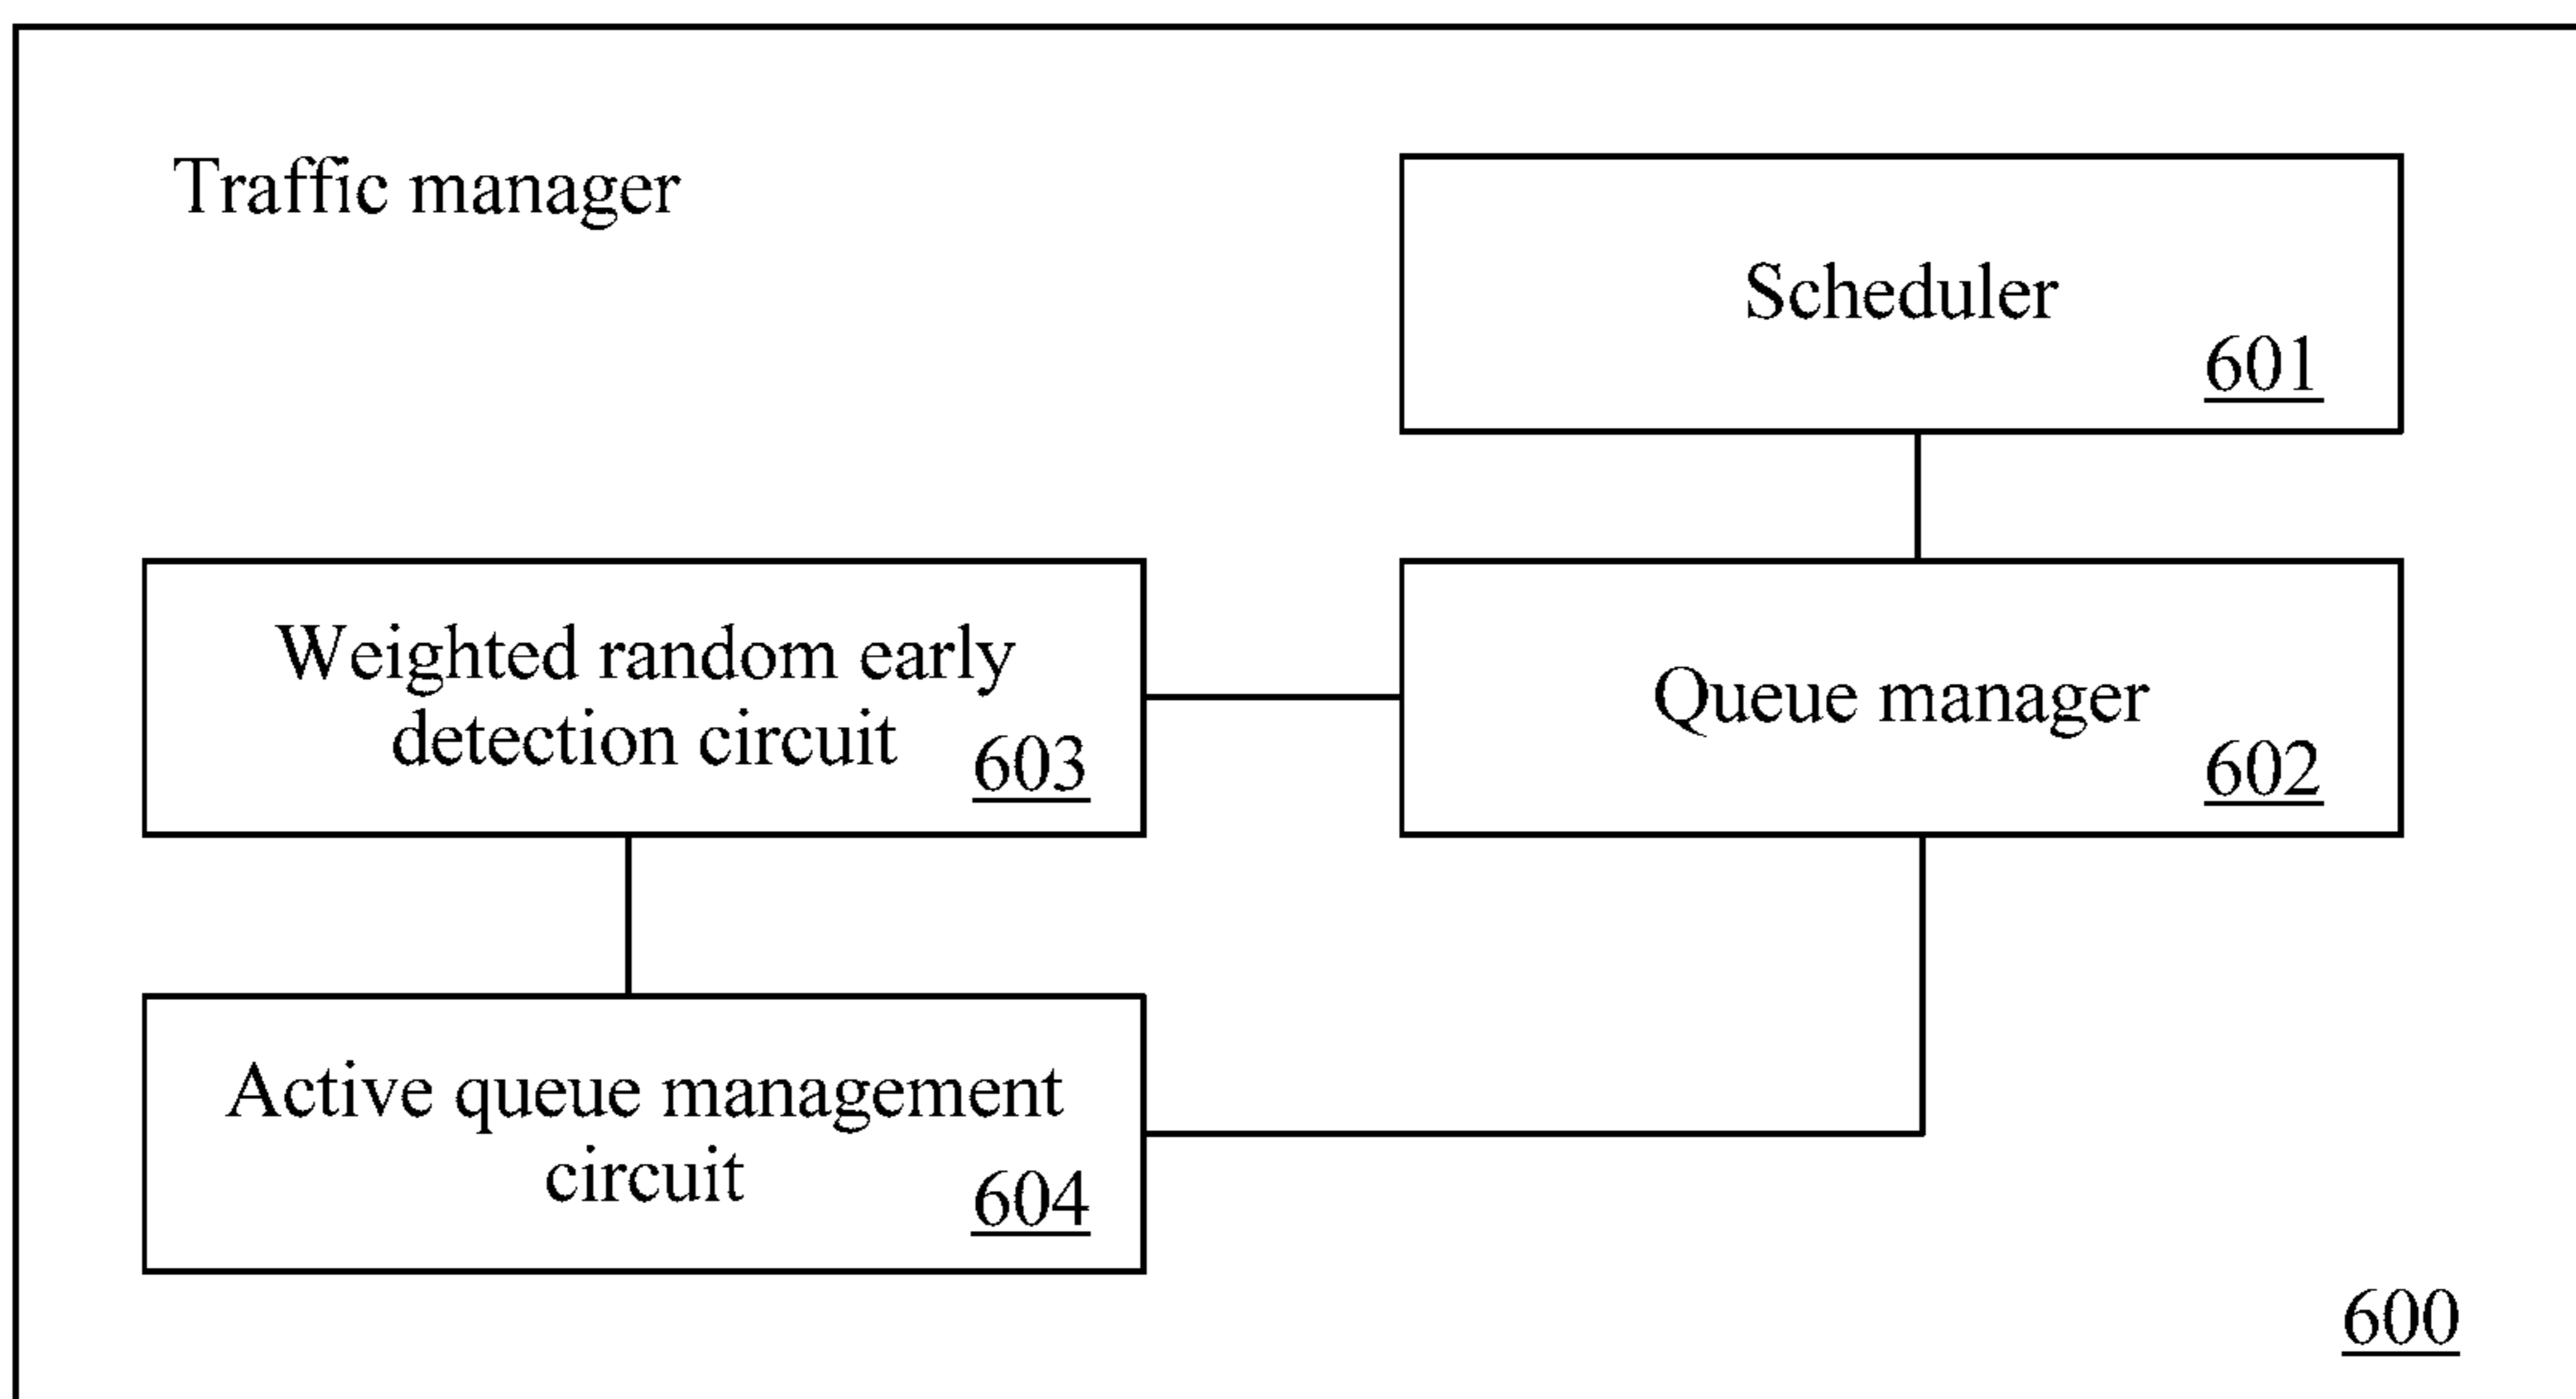 Traffic manager
Scheduler
601
Weighted random early
detection circuit
603
Queue manager
602
Active queue management
circuit
604
600